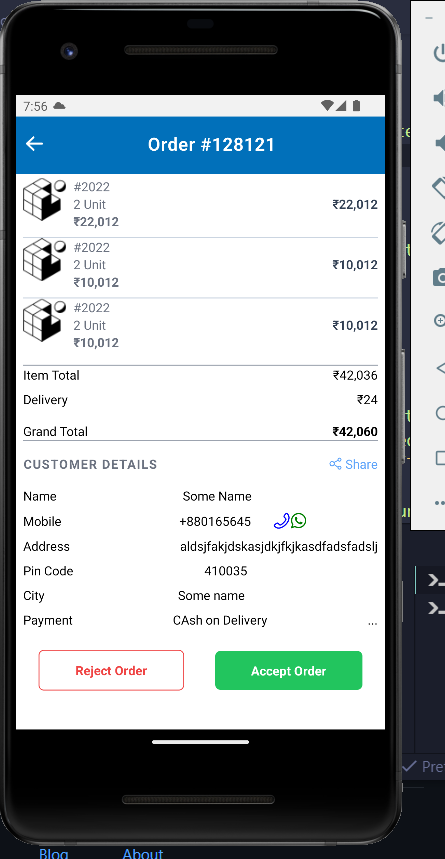 7:56
Order #128121
#2022
2 Unit
₹22,012
₹22,012
#2022
2 Unit
₹10,012
₹10,012
#2022
2 Unit
₹10,012
₹10,012
Item Total ₹42,036
Delivery ₹24
Grand Total ₹42,060
CUSTOMER DETAILS Share
Name Some Name
Mobile +880165645
Address aldsjfakjdskasjdkjfkjkasdfadsfadslj
Pin Code 410035
City Some name
Payment CAsh on Delivery ...
Reject Order Accept Order
Blog About